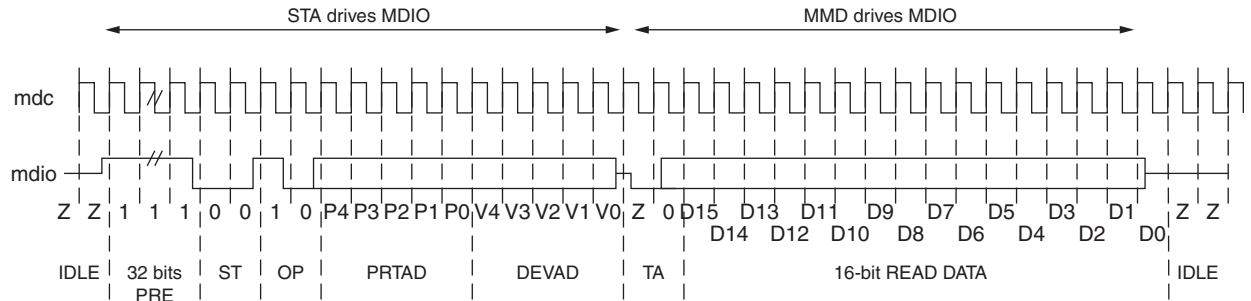 STA drives MDIO MMD drives MDIO
mdc
mdio
Z Z 1 1 1 0 0 1 0 P4 P3 P2 P1 P0 V4 V3 V2 V1 V0 Z 0 D15 D13 D11 D9 D7 D5 D3 D1 Z Z
D14 D12 D10 D8 D6 D4 D2 D0
IDLE 32 bits ST OP PRTAD DEVAD TA 16-bit READ DATA IDLE
PRE